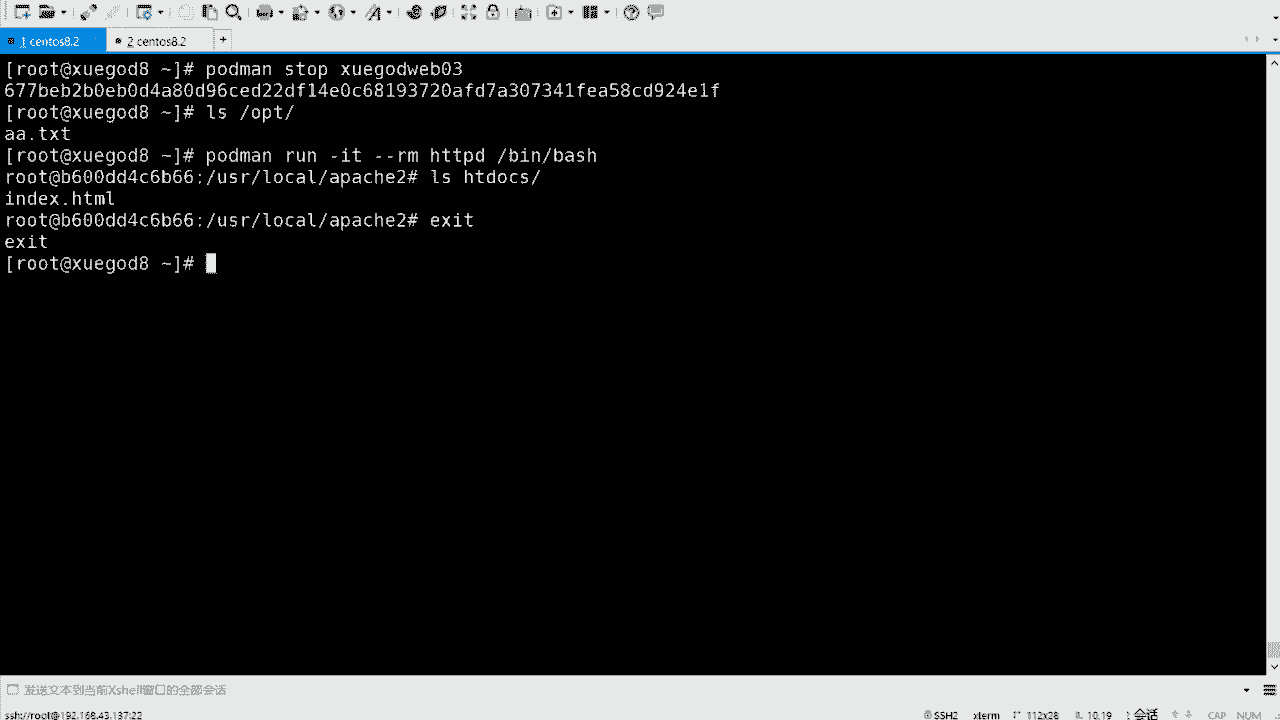 1 centos8.2
2 centos8.2
+
[root@xuegod8 ~]# podman stop xuegodweb03
677beb2b0eb0d4a80d96ced22df14e0c68193720afd7a307341fea58cd924e1f
[root@xuegod8 ~]# ls /opt/
aa.txt
[root@xuegod8 ~]# podman run -it --rm httpd /bin/bash
root@b600dd4c6b66:/usr/local/apache2# ls htdocs/
index.html
root@b600dd4c6b66:/usr/local/apache2# exit
exit
[root@xuegod8 ~]#
发送文本到当前Xshell窗口的全部会话
ssh://root@192.168.43.137:22
SSH2
xterm
112x28
10,19
1 会话
CAP
NUM